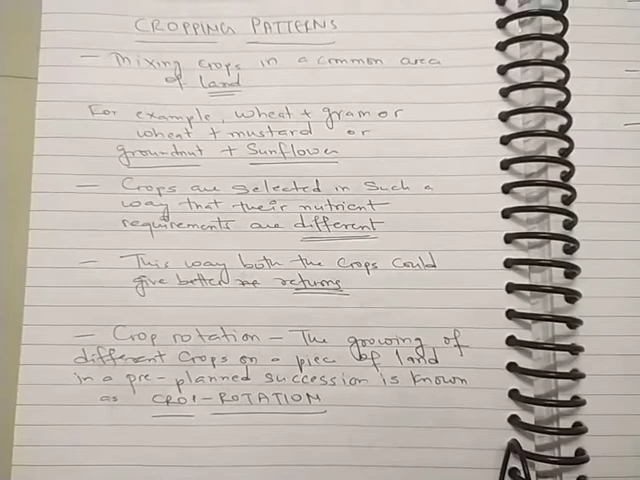 CROPPING PATTERNS
- Mixing crops in a common area
of land
For example, wheat + gram or
wheat + mustard or
groundnut + Sunflower
- Crops are selected in such a
way that their nutrient
requirements are different
- This way both the crops could
give better re returns
- Crop rotation - The growing of
different crops on a piec of land
in a pre-planned succession is known
as CROP-ROTATION